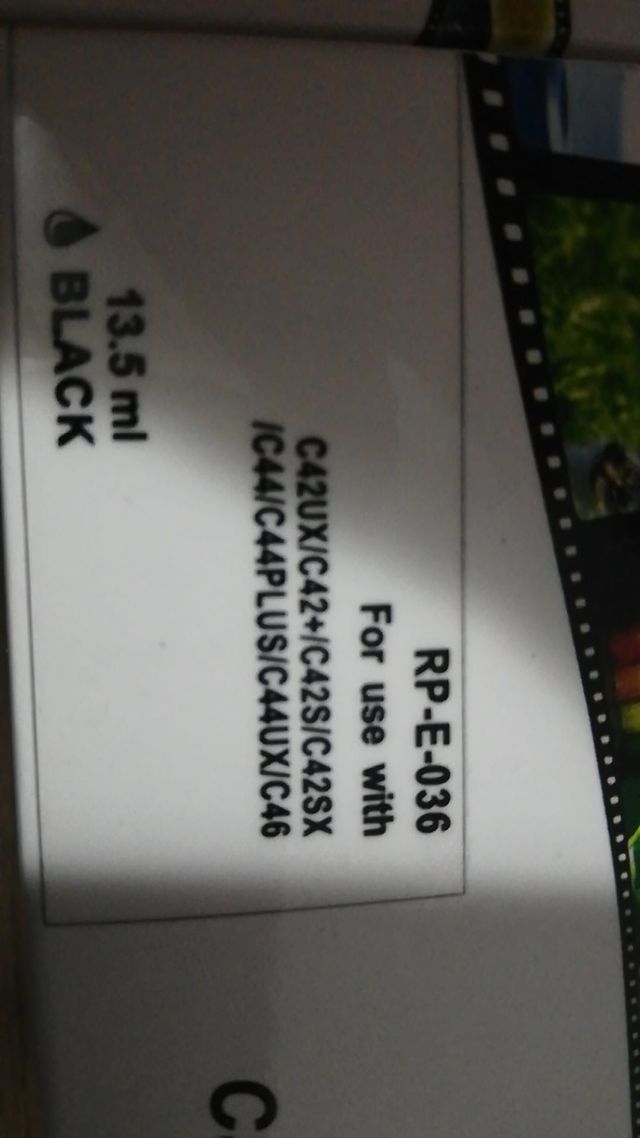 RP-E-036
For use with
C42UX/C42+/C42S/C42SX
/C44/C44PLUS/C44UX/C46
13.5 ml
BLACK